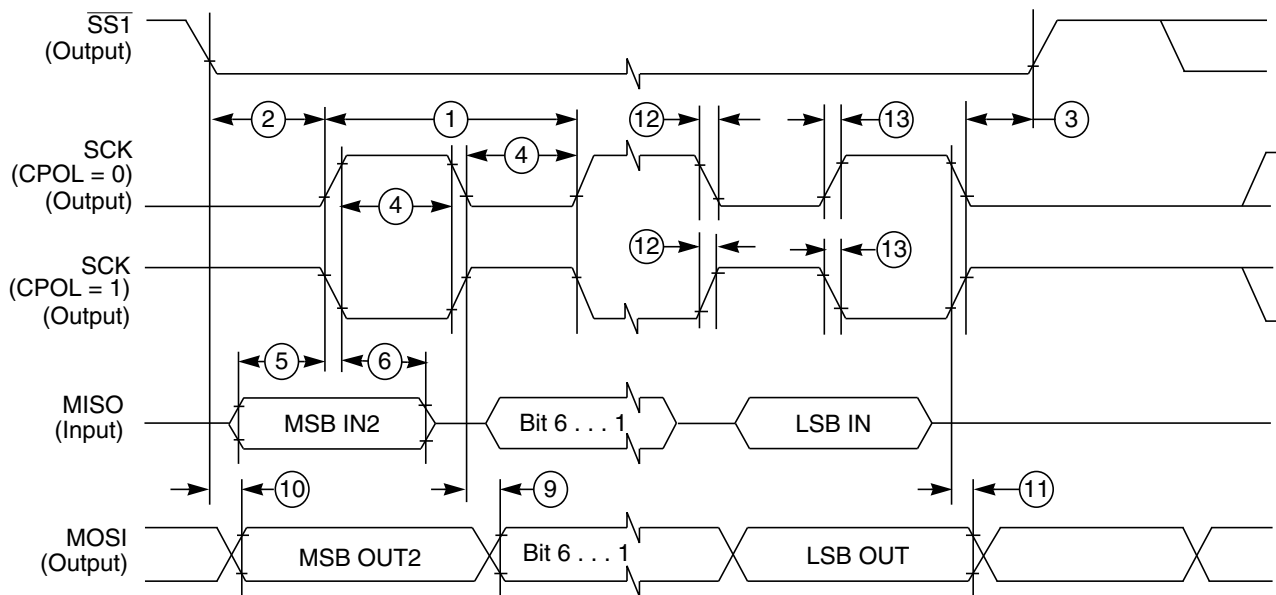 SS1
(Output)
2
1
12
13
3
SCK
(CPOL = 0)
(Output)
4
4
12
13
SCK
(CPOL = 1)
(Output)
5
6
MISO
(Input)
MSB IN2
Bit 6 . . . 1
LSB IN
10
9
11
MOSI
(Output)
MSB OUT2
Bit 6 . . . 1
LSB OUT